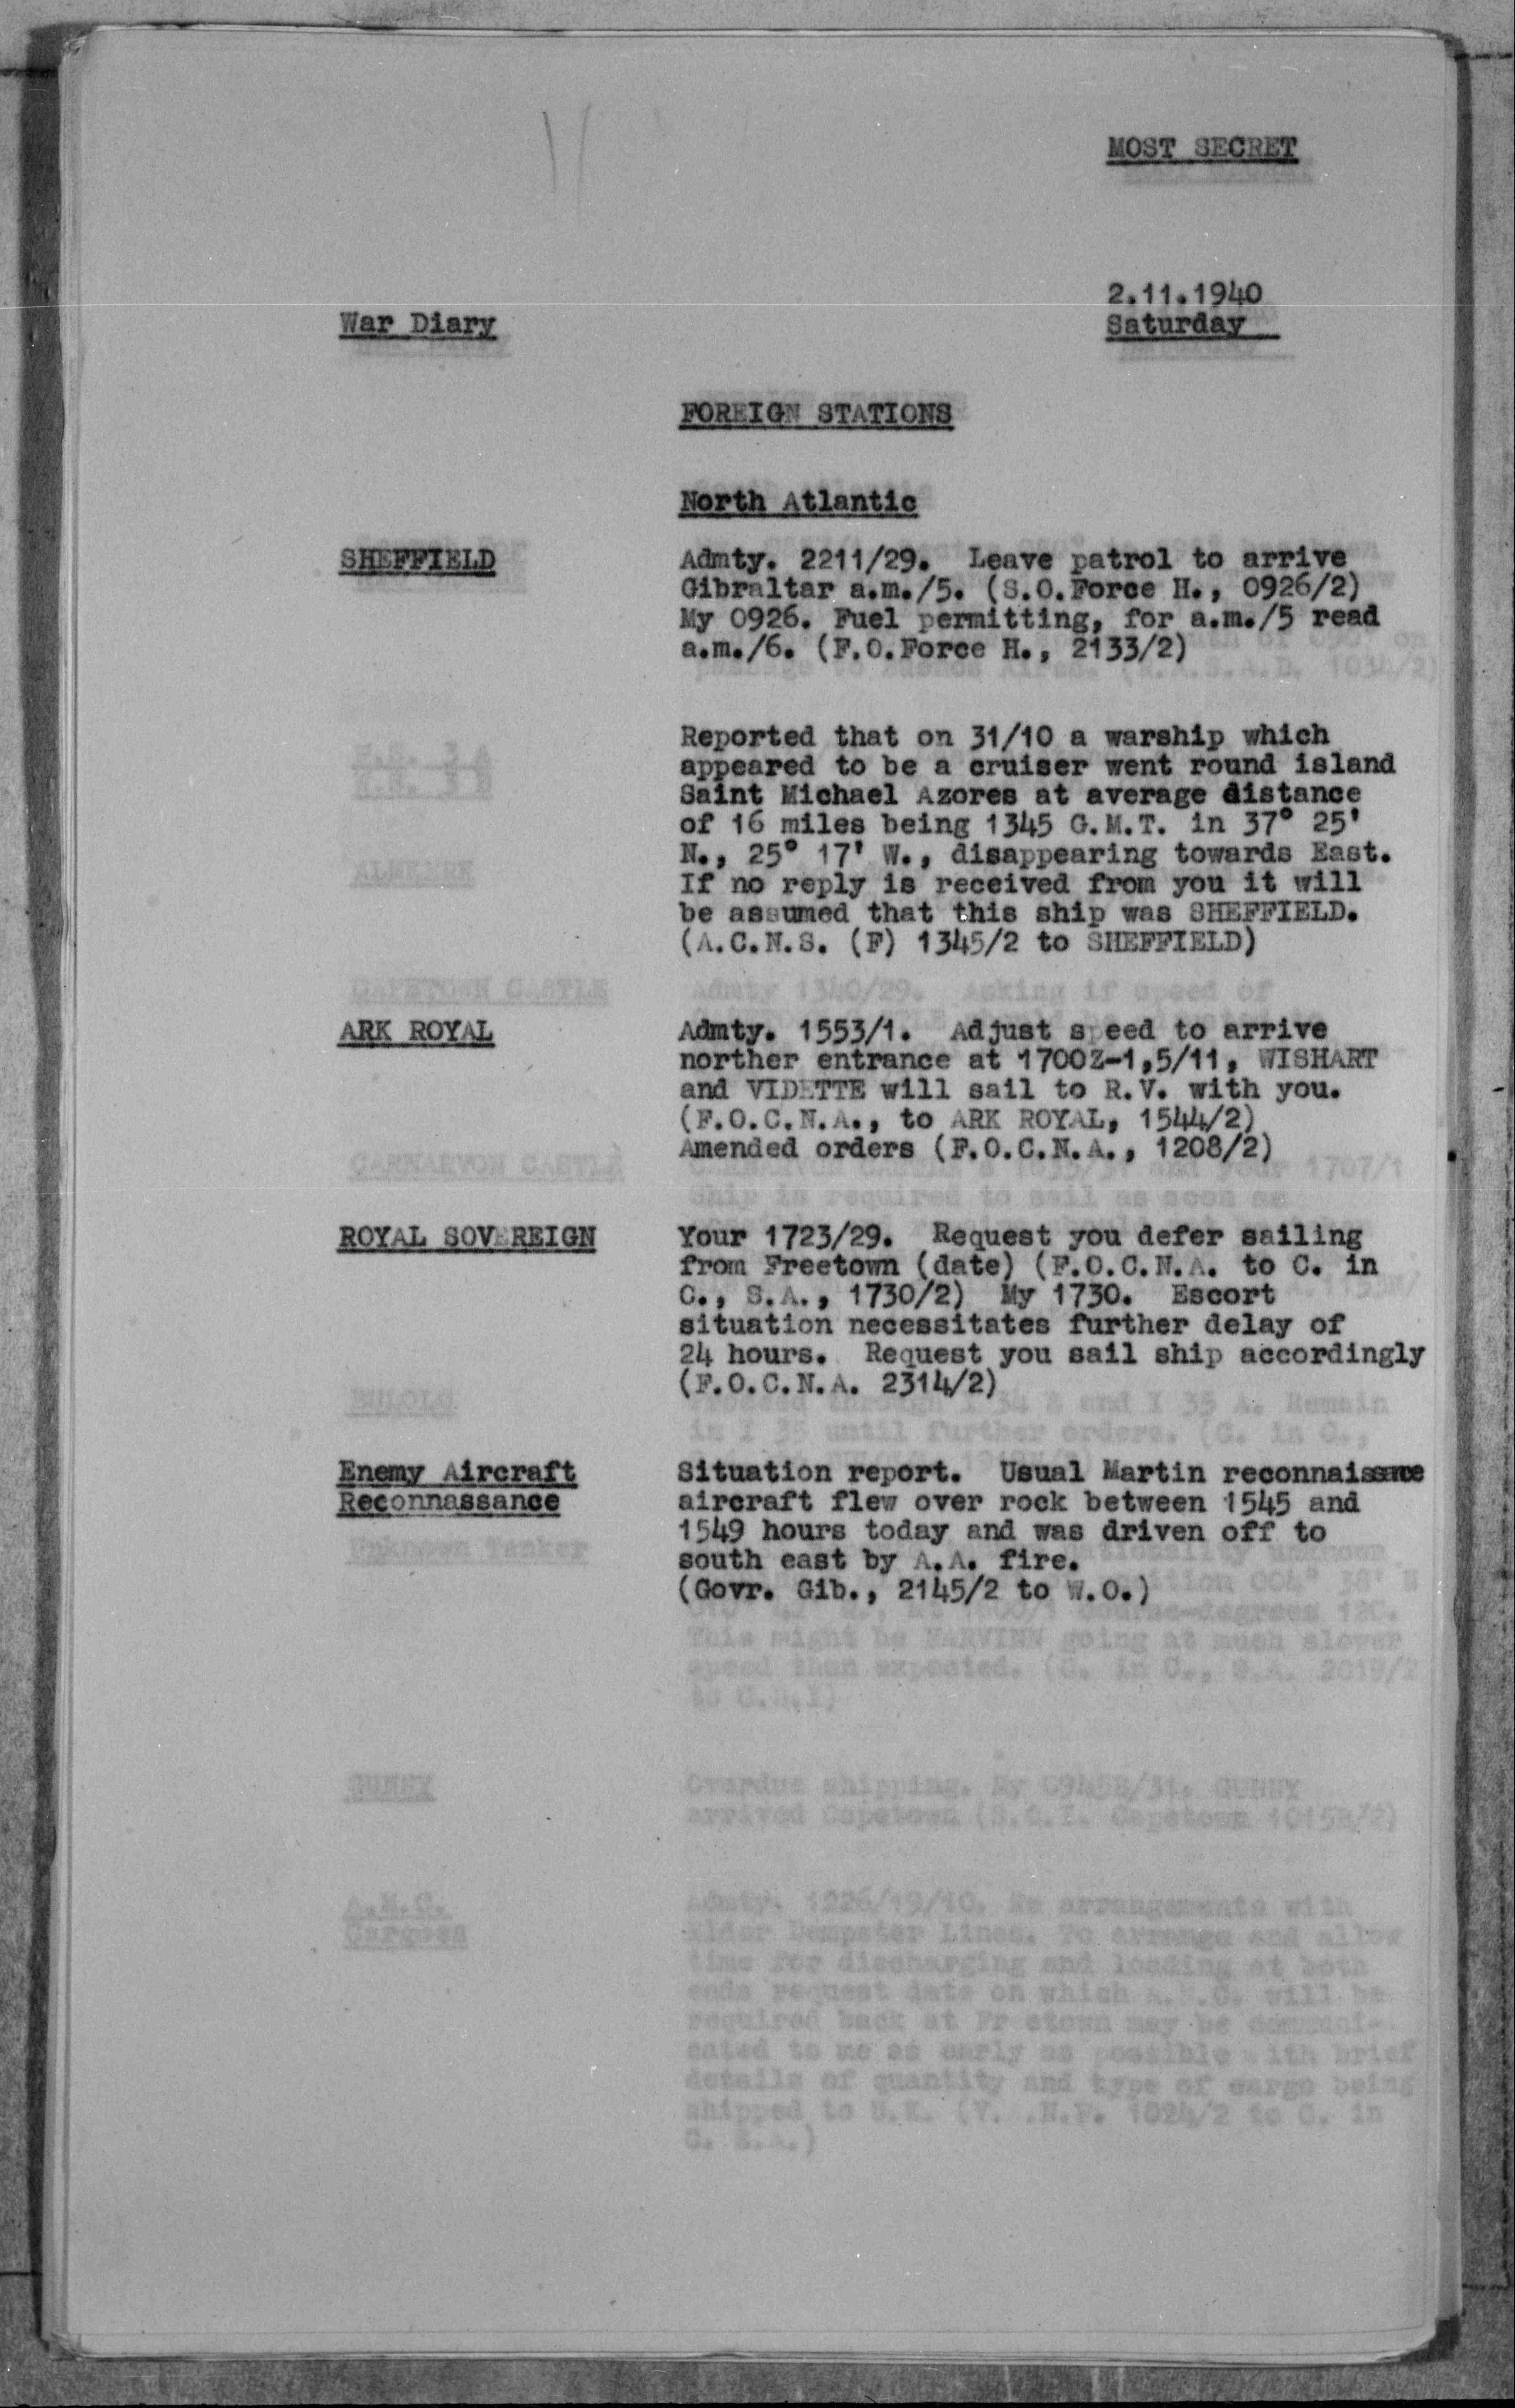 MOST SECRET
2.11.1940
War Diary
Saturday
FOREIGN STATIONS
North Atlantic
SHEFFIELD
Admty. 2211/29. Leave patrol to arrive
Gibraltar a.m./5. (S.O.Force H., 0926/2)
My 0926. Fuel permitting, for a.m./5 read
a.m./6. (F.O.Force H., 2133/2)
Reported that on 31/10 a warship which
appeared to be a cruiser went round island
Saint Michael Azores at average distance
of 16 miles being 1345 G.M.T. in 37° 25'
N., 25° 17' W., disappearing towards East.
If no reply is received from you it will
be assumed that this ship was SHEFFIELD.
(A.C.N.S. (F) 1345/2 to SHEFFIELD)
ARK ROYAL
Admty. 1553/1. Adjust speed to arrive
norther entrance at 1700Z-1,5/11, WISHART
and VIDETTE will sail to R.V. with you.
(F.O.C.N.A., to ARK ROYAL, 1544/2)
Amended orders (F.O.C.N.A., 1208/2)
ROYAL SOVEREIGN
Your 1723/29. Request you defer sailing
from Freetown (date) (F.O.C.N.A. to C. in
C., S.A., 1730/2) My 1730. Escort
situation necessitates further delay of
24 hours. Request you sail ship accordingly
(F.O.C.N.A. 2314/2)
Enemy Aircraft
Reconnassance
Situation report. Usual Martin reconnaissance
aircraft flew over rock between 1545 and
1549 hours today and was driven off to
south east by A.A. fire.
(Govr. Gib., 2145/2 to W.O.)